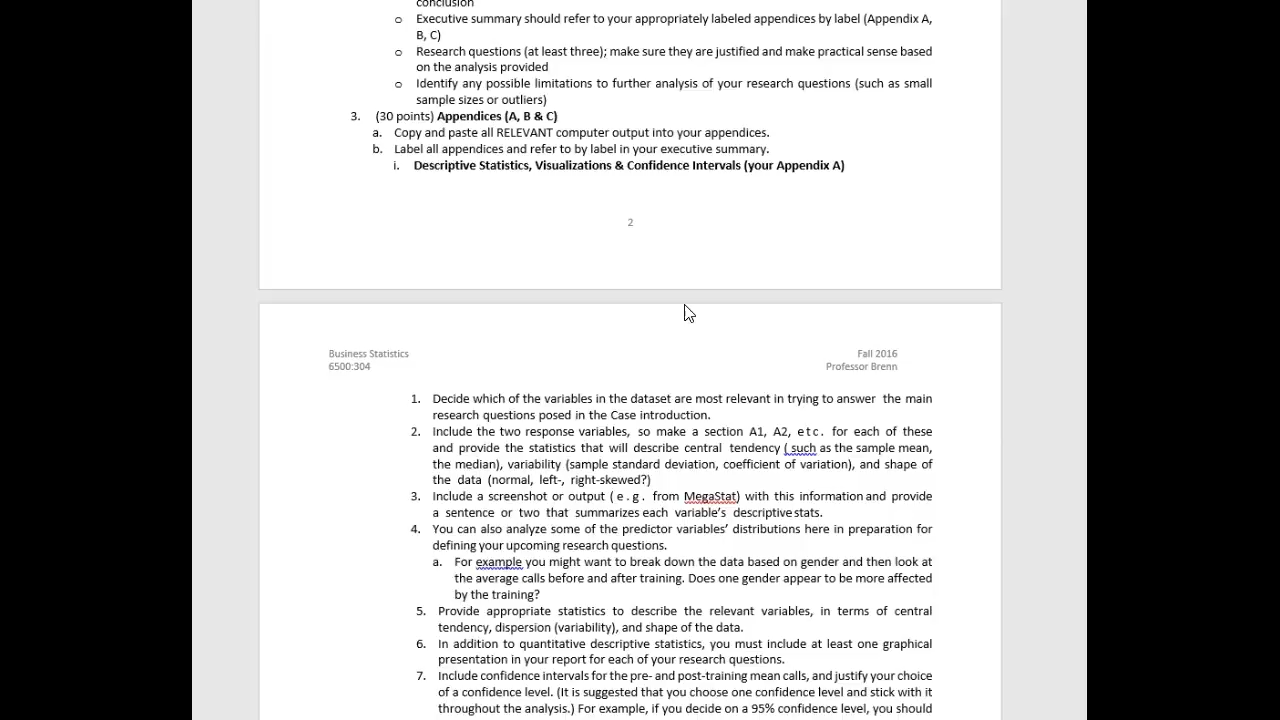 conclusion
o Executive summary should refer to your appropriately labeled appendices by label (Appendix A,
B, C)
o Research questions (at least three); make sure they are justified and make practical sense based
on the analysis provided
o Identify any possible limitations to further analysis of your research questions (such as small
sample sizes or outliers)
3. (30 points) Appendices (A, B & C)
a. Copy and paste all RELEVANT computer output into your appendices.
b. Label all appendices and refer to by label in your executive summary.
i. Descriptive Statistics, Visualizations & Confidence Intervals (your Appendix A)
2
Business Statistics Fall 2016
6500:304 Professor Brenn
1. Decide which of the variables in the dataset are most relevant in trying to answer the main
research questions posed in the Case introduction.
2. Include the two response variables, so make a section A1, A2, etc. for each of these
and provide the statistics that will describe central tendency ( such as the sample mean,
the median), variability (sample standard deviation, coefficient of variation), and shape of
the data (normal, left-, right-skewed?)
3. Include a screenshot or output (e.g. from MegaStat) with this information and provide
a sentence or two that summarizes each variable's descriptive stats.
4. You can also analyze some of the predictor variables' distributions here in preparation for
defining your upcoming research questions.
a. For example you might want to break down the data based on gender and then look at
the average calls before and after training. Does one gender appear to be more affected
by the training?
5. Provide appropriate statistics to describe the relevant variables, in terms of central
tendency, dispersion (variability), and shape of the data.
6. In addition to quantitative descriptive statistics, you must include at least one graphical
presentation in your report for each of your research questions.
7. Include confidence intervals for the pre- and post-training mean calls, and justify your choice
of a confidence level. (It is suggested that you choose one confidence level and stick with it
throughout the analysis.) For example, if you decide on a 95% confidence level, you should